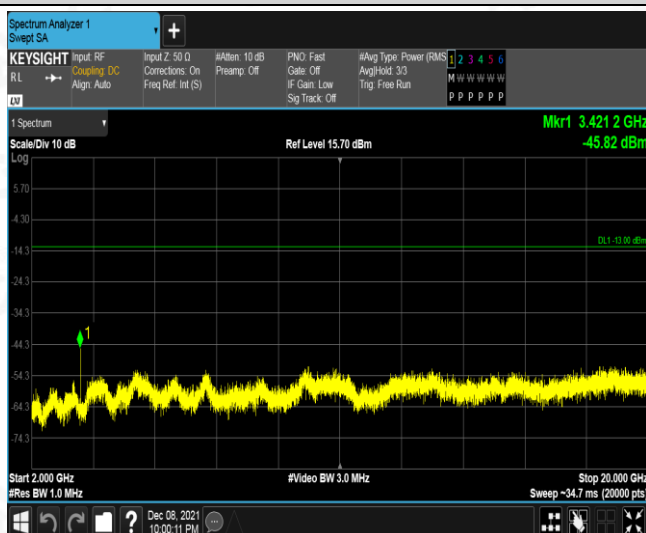 Spectrum Analyzer 1
Swept SA
KEYSIGHT
RL
LXI
Input: RF
Coupling: DC
Align: Auto
Input Z: 50 Ω
Corrections: On
Freq Ref: Int (S)
#Atten: 10 dB
Preamp: Off
PNO: Fast
Gate: Off
IF Gain: Low
Sig Track: Off
#Avg Type: Power (RMS
Avg|Hold: 3/3
Trig: Free Run
1 2 3 4 5 6
M W W W W W
P P P P P P
1 Spectrum
Scale/Div 10 dB
Ref Level 15.70 dBm
Mkr1 3.421 2 GHz
-45.82 dBm
Log
5.70
-4.30
-14.3
-24.3
-34.3
-44.3
-54.3
-64.3
-74.3
DL1 -13.00 dBm
1
Start 2.000 GHz
#Video BW 3.0 MHz
Stop 20.000 GHz
#Res BW 1.0 MHz
Sweep ~34.7 ms (20000 pts)
?
Dec 08, 2021
10:00:11 PM